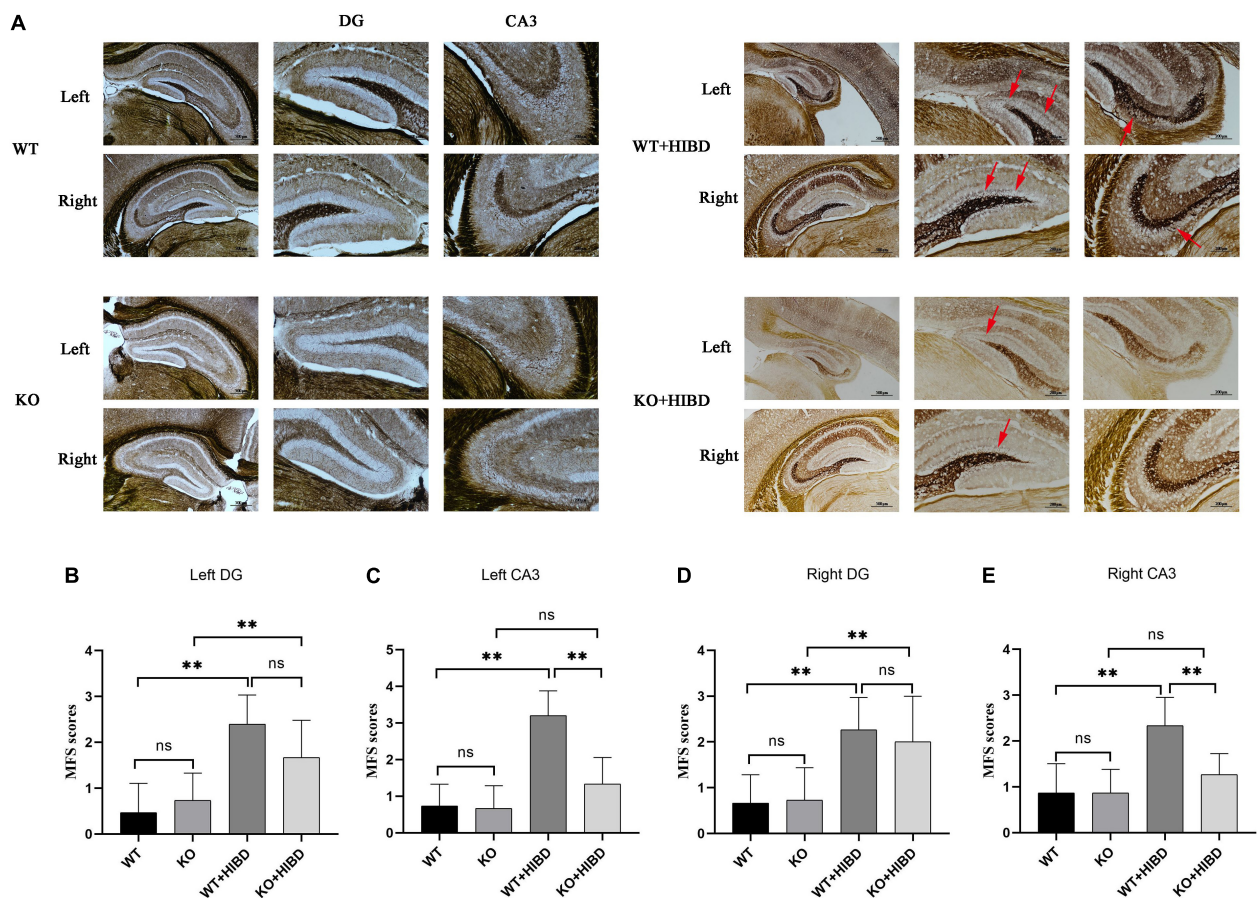 A
DG
CA3
Left
WT
Right
Left
KO
Right
Left
WT+HIBD
Right
Left
KO+HIBD
Right
B
Left DG
MFS scores
4
3
2
1
0
**
**
ns
ns
WT
KO
WT+HIBD
KO+HIBD
C
Left CA3
MFS scores
5
4
3
2
1
0
ns
**
**
ns
WT
KO
WT+HIBD
KO+HIBD
D
Right DG
MFS scores
4
3
2
1
0
**
**
ns
ns
WT
KO
WT+HIBD
KO+HIBD
E
Right CA3
MFS scores
4
3
2
1
0
ns
**
**
ns
WT
KO
WT+HIBD
KO+HIBD